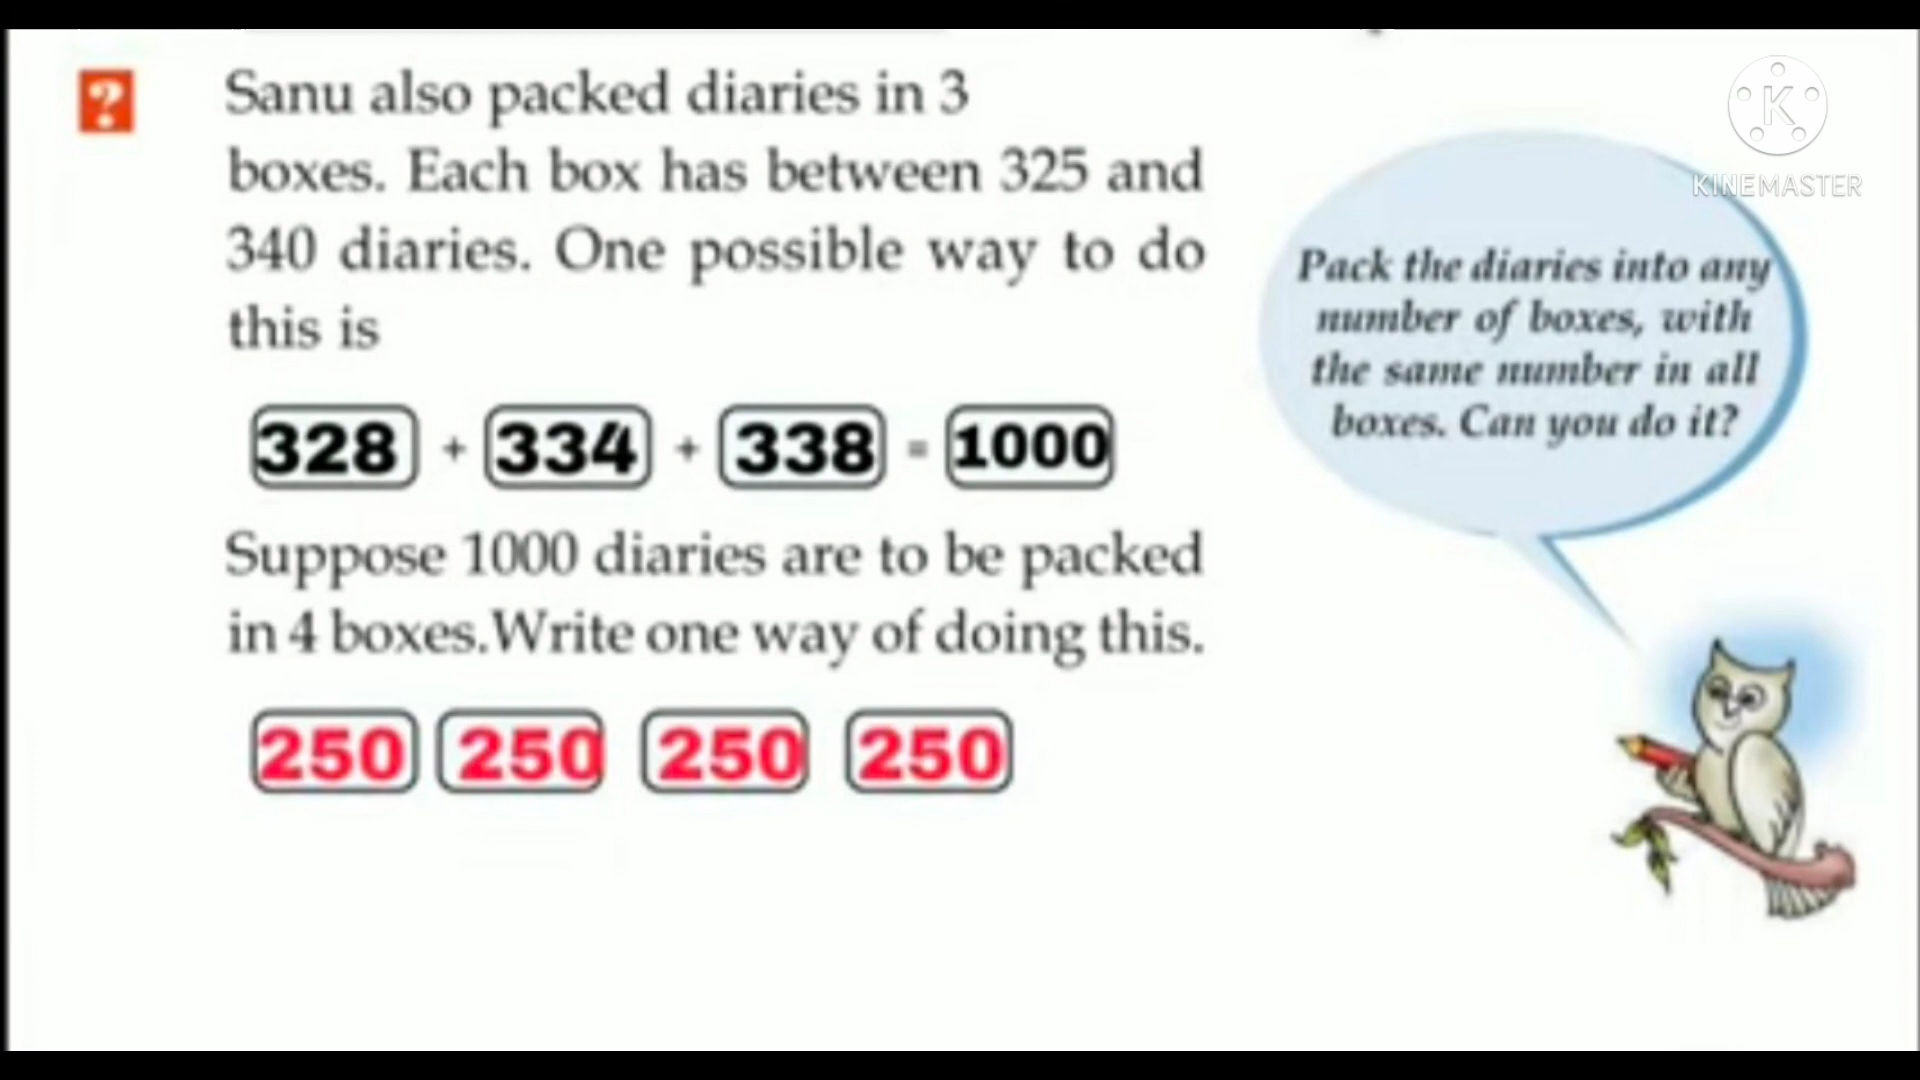 ?
Sanu also packed diaries in 3
boxes. Each box has between 325 and
340 diaries. One possible way to do
this is
328 + 334 + 338 = 1000
Suppose 1000 diaries are to be packed
in 4 boxes.Write one way of doing this.
250 250 250 250
K
KINEMASTER
Pack the diaries into any
number of boxes, with
the same number in all
boxes. Can you do it?